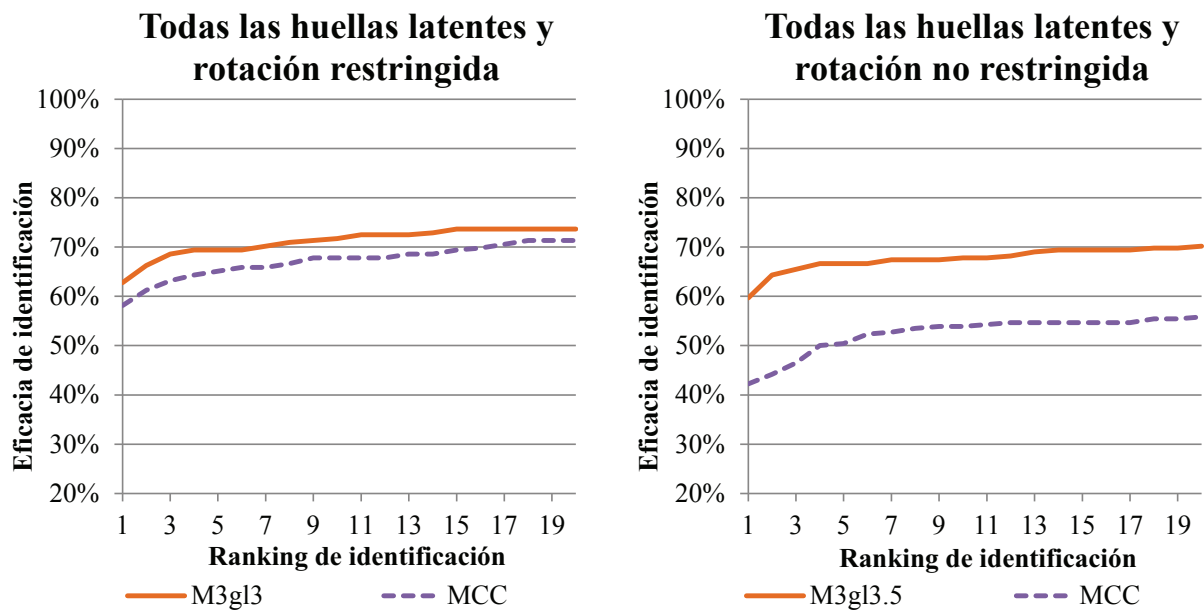 Todas las huellas latentes y
rotación restringida
100%
90%
80%
70%
60%
50%
40%
30%
20%
Eficacia de identificación
1 3 5 7 9 11 13 15 17 19
Ranking de identificación
M3gl3 MCC
Todas las huellas latentes y
rotación no restringida
100%
90%
80%
70%
60%
50%
40%
30%
20%
Eficacia de identificación
1 3 5 7 9 11 13 15 17 19
Ranking de identificación
M3gl3.5 MCC